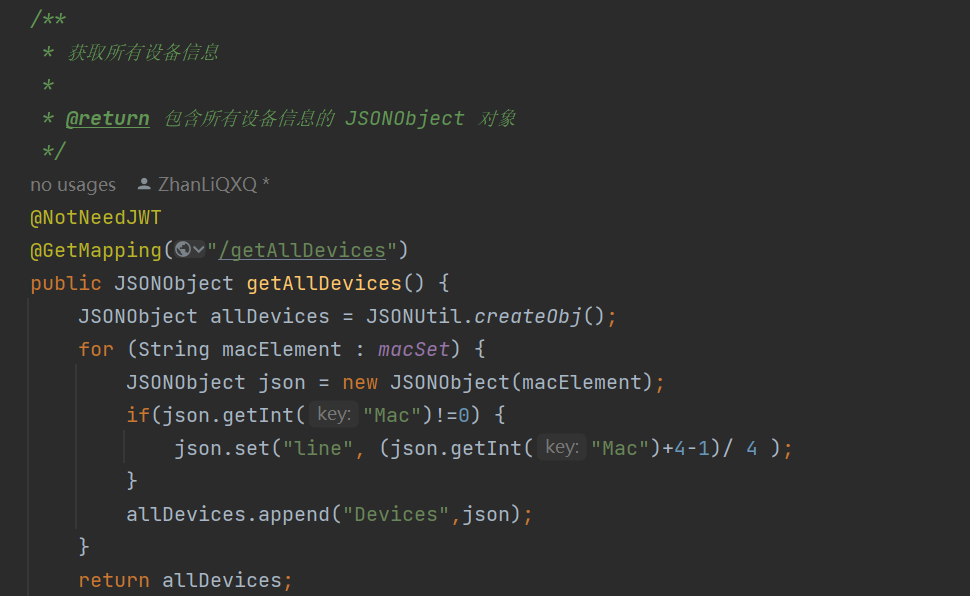 /**
 * 获取所有设备信息
 *
 * @return 包含所有设备信息的 JSONObject 对象
 */
no usages ZhanLiQXQ *
@NotNeedJWT
@GetMapping("/getAllDevices")
public JSONObject getAllDevices() {
    JSONObject allDevices = JSONUtil.createObj();
    for (String macElement : macSet) {
        JSONObject json = new JSONObject(macElement);
        if(json.getInt( key: "Mac")!=0) {
            json.set("line", (json.getInt( key: "Mac")+4-1)/ 4 );
        }
        allDevices.append("Devices",json);
    }
    return allDevices;